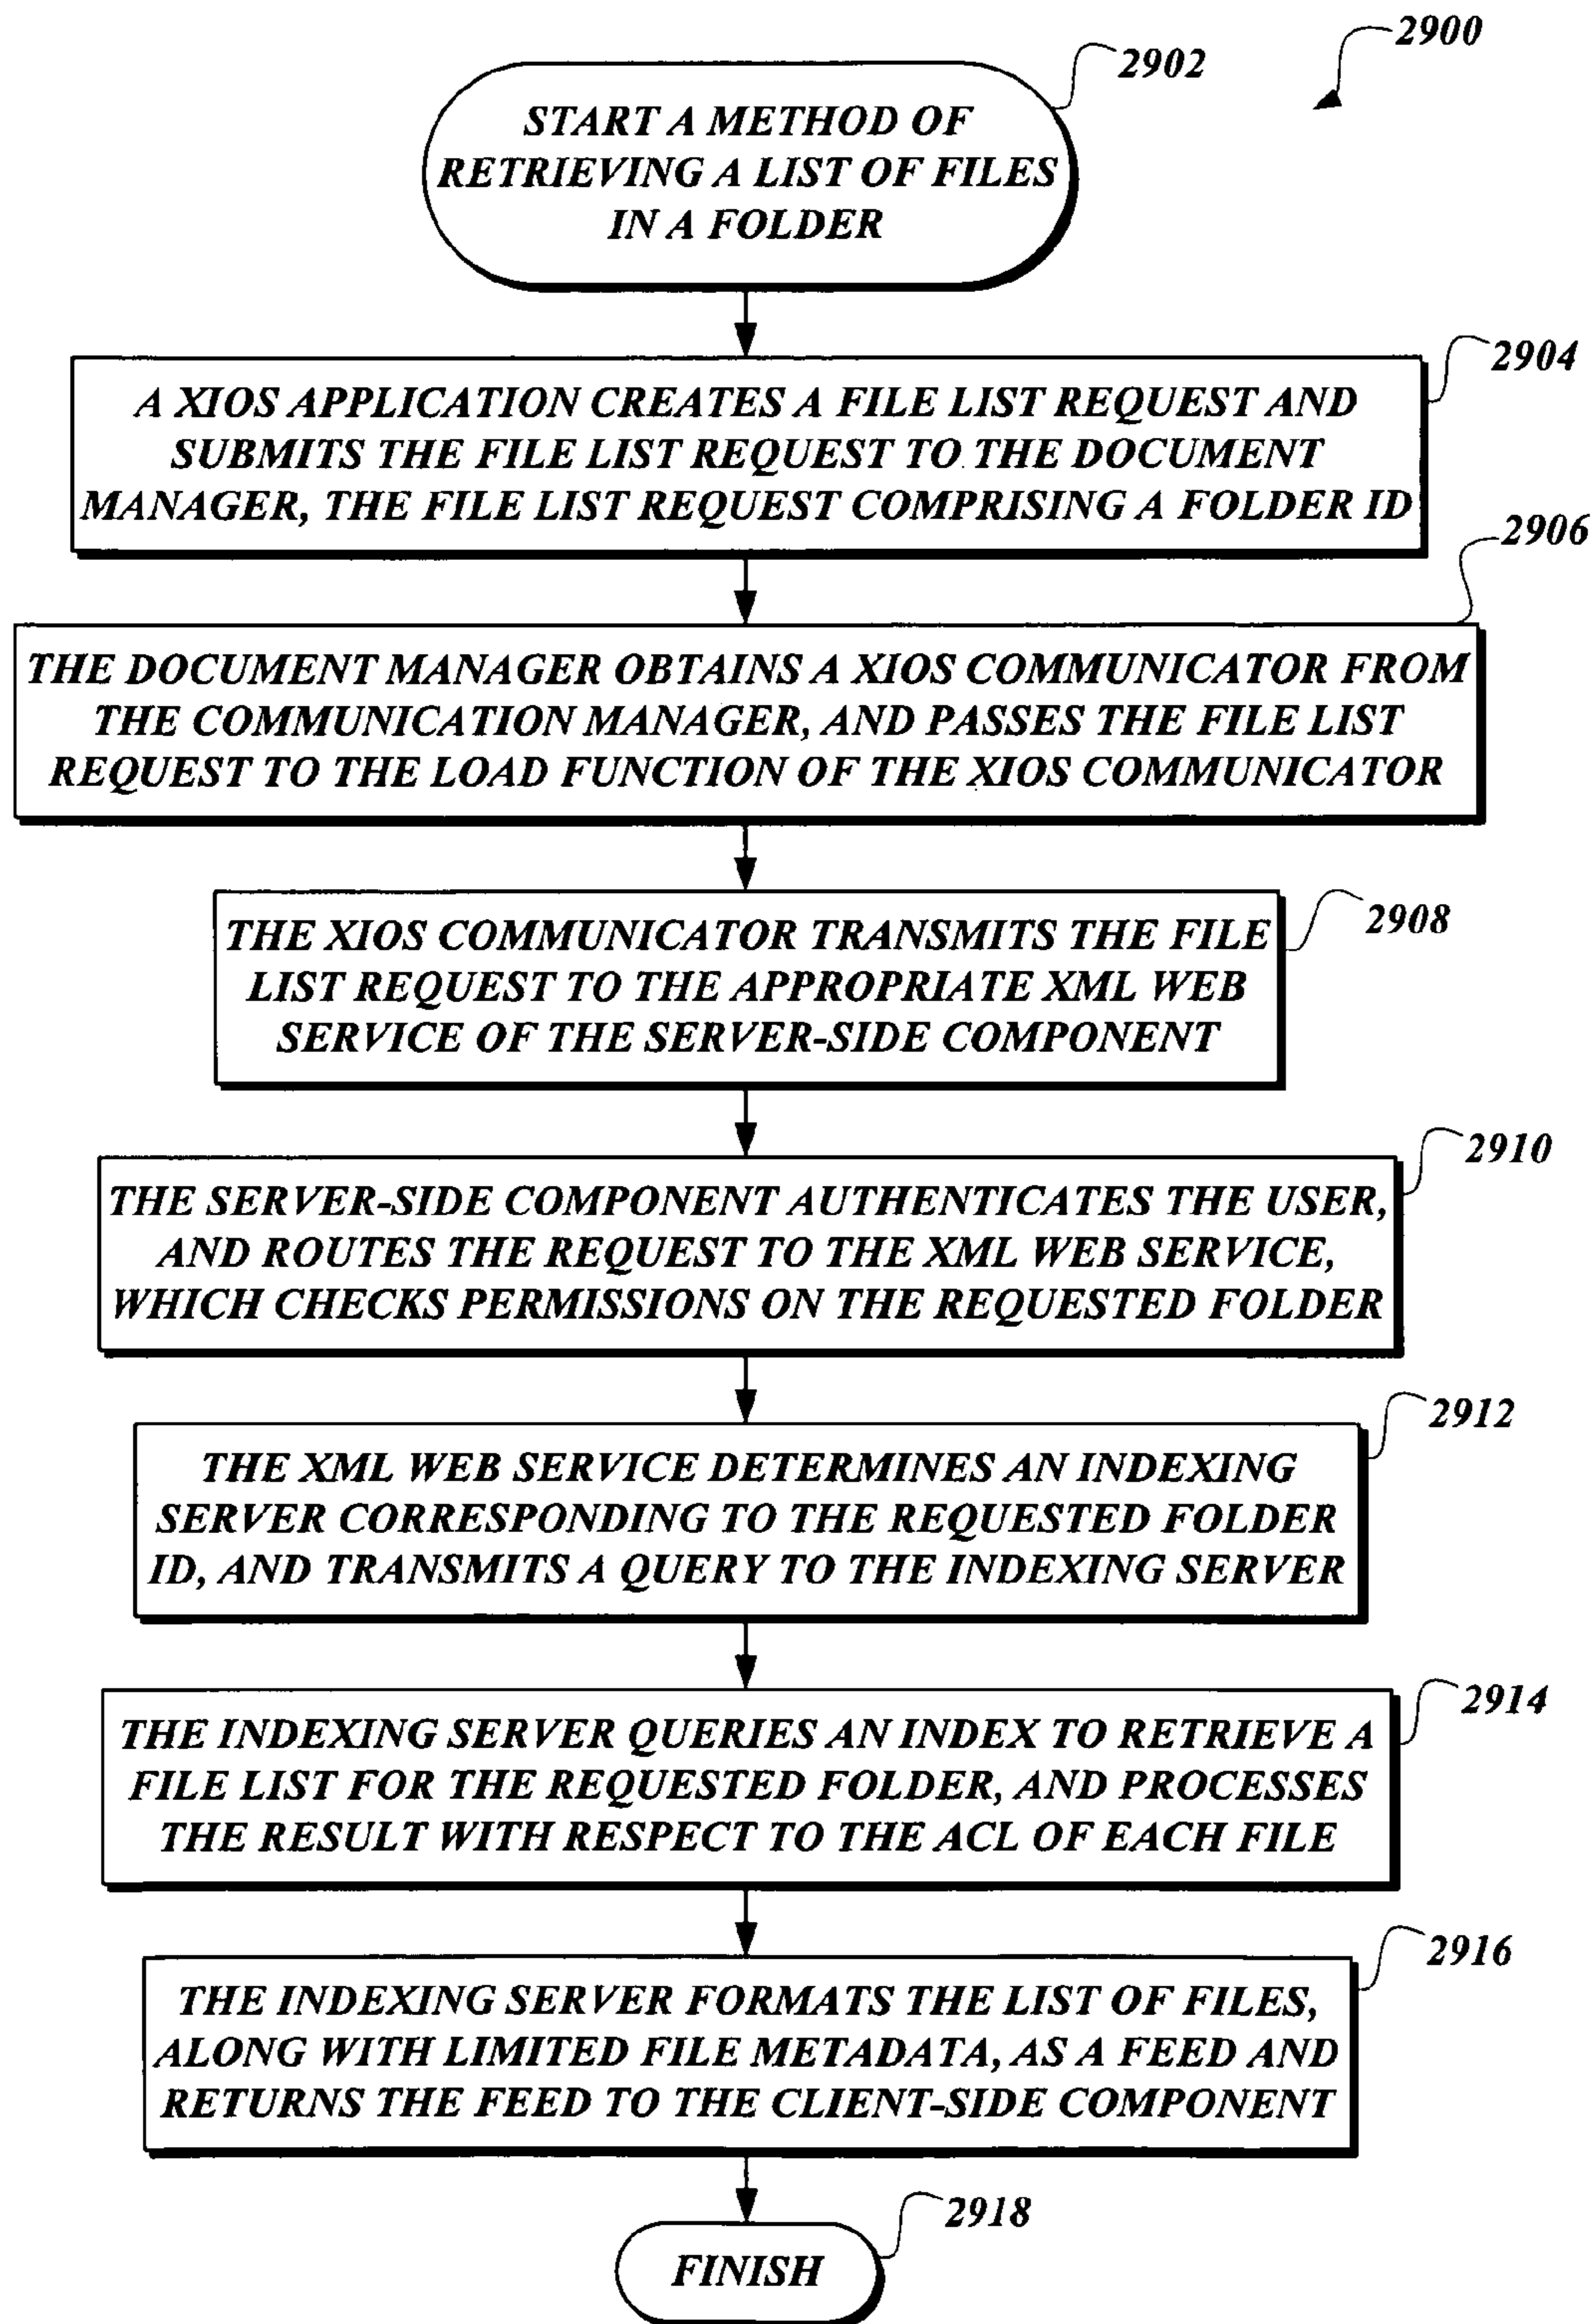 2900
2902
START A METHOD OF
RETRIEVING A LIST OF FILES
IN A FOLDER
2904
A XIOS APPLICATION CREATES A FILE LIST REQUEST AND
SUBMITS THE FILE LIST REQUEST TO THE DOCUMENT
MANAGER, THE FILE LIST REQUEST COMPRISING A FOLDER ID
2906
THE DOCUMENT MANAGER OBTAINS A XIOS COMMUNICATOR FROM
THE COMMUNICATION MANAGER, AND PASSES THE FILE LIST
REQUEST TO THE LOAD FUNCTION OF THE XIOS COMMUNICATOR
2908
THE XIOS COMMUNICATOR TRANSMITS THE FILE
LIST REQUEST TO THE APPROPRIATE XML WEB
SERVICE OF THE SERVER-SIDE COMPONENT
2910
THE SERVER-SIDE COMPONENT AUTHENTICATES THE USER,
AND ROUTES THE REQUEST TO THE XML WEB SERVICE,
WHICH CHECKS PERMISSIONS ON THE REQUESTED FOLDER
2912
THE XML WEB SERVICE DETERMINES AN INDEXING
SERVER CORRESPONDING TO THE REQUESTED FOLDER
ID, AND TRANSMITS A QUERY TO THE INDEXING SERVER
2914
THE INDEXING SERVER QUERIES AN INDEX TO RETRIEVE A
FILE LIST FOR THE REQUESTED FOLDER, AND PROCESSES
THE RESULT WITH RESPECT TO THE ACL OF EACH FILE
2916
THE INDEXING SERVER FORMATS THE LIST OF FILES,
ALONG WITH LIMITED FILE METADATA, AS A FEED AND
RETURNS THE FEED TO THE CLIENT-SIDE COMPONENT
2918
FINISH